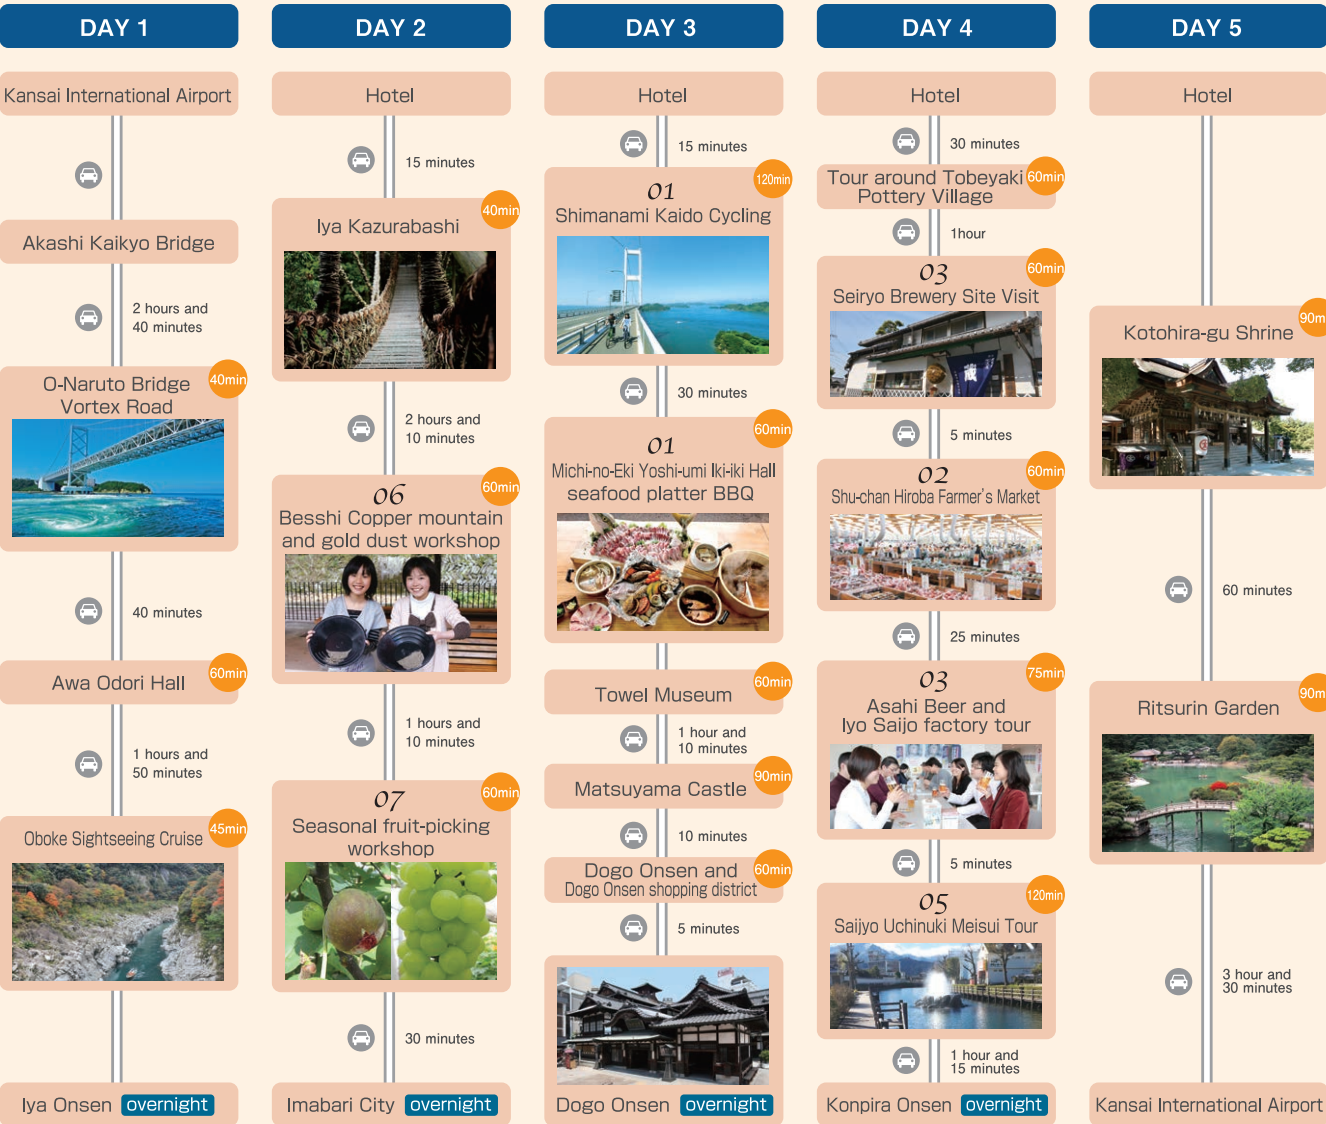 DAY 1
Kansai International Airport
Akashi Kaikyo Bridge
2 hours and
40 minutes
40min
O-Naruto Bridge
Vortex Road
40 minutes
60min
Awa Odori Hall
1 hours and
50 minutes
45min
Oboke Sightseeing Cruise
Iya Onsen overnight
DAY 2
Hotel
15 minutes
40min
Iya Kazurabashi
2 hours and
10 minutes
60min
06
Besshi Copper mountain
and gold dust workshop
1 hours and
10 minutes
60min
07
Seasonal fruit-picking
workshop
30 minutes
Imabari City overnight
DAY 3
Hotel
15 minutes
120min
01
Shimanami Kaido Cycling
30 minutes
60min
01
Michi-no-Eki Yoshi-umi Iki-iki Hall
seafood platter BBQ
60min
Towel Museum
1 hour and
10 minutes
90min
Matsuyama Castle
10 minutes
60min
Dogo Onsen and
Dogo Onsen shopping district
5 minutes
Dogo Onsen overnight
DAY 4
Hotel
30 minutes
60min
Tour around Tobeyaki
Pottery Village
1hour
60min
03
Seiryo Brewery Site Visit
蔵
5 minutes
60min
02
Shu-chan Hiroba Farmer's Market
25 minutes
75min
03
Asahi Beer and
Iyo Saijo factory tour
5 minutes
120min
05
Saijyo Uchinuki Meisui Tour
1 hour and
15 minutes
Konpira Onsen overnight
DAY 5
Hotel
90m
Kotohira-gu Shrine
60 minutes
90m
Ritsurin Garden
3 hour and
30 minutes
Kansai International Airport